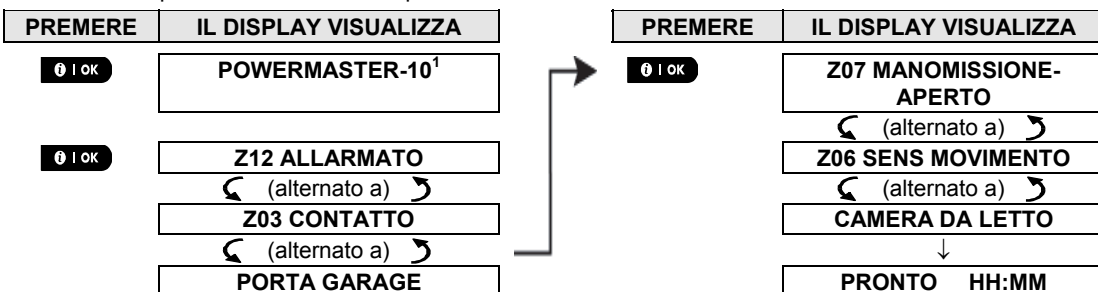 PREMERE IL DISPLAY VISUALIZZA
i | OK POWERMASTER-10¹
i | OK Z12 ALLARMATO
(alternato a)
Z03 CONTATTO
(alternato a)
PORTA GARAGE
PREMERE IL DISPLAY VISUALIZZA
i | OK Z07 MANOMISSIONE-
APERTO
(alternato a)
Z06 SENS MOVIMENTO
(alternato a)
CAMERA DA LETTO
↓
PRONTO HH:MM